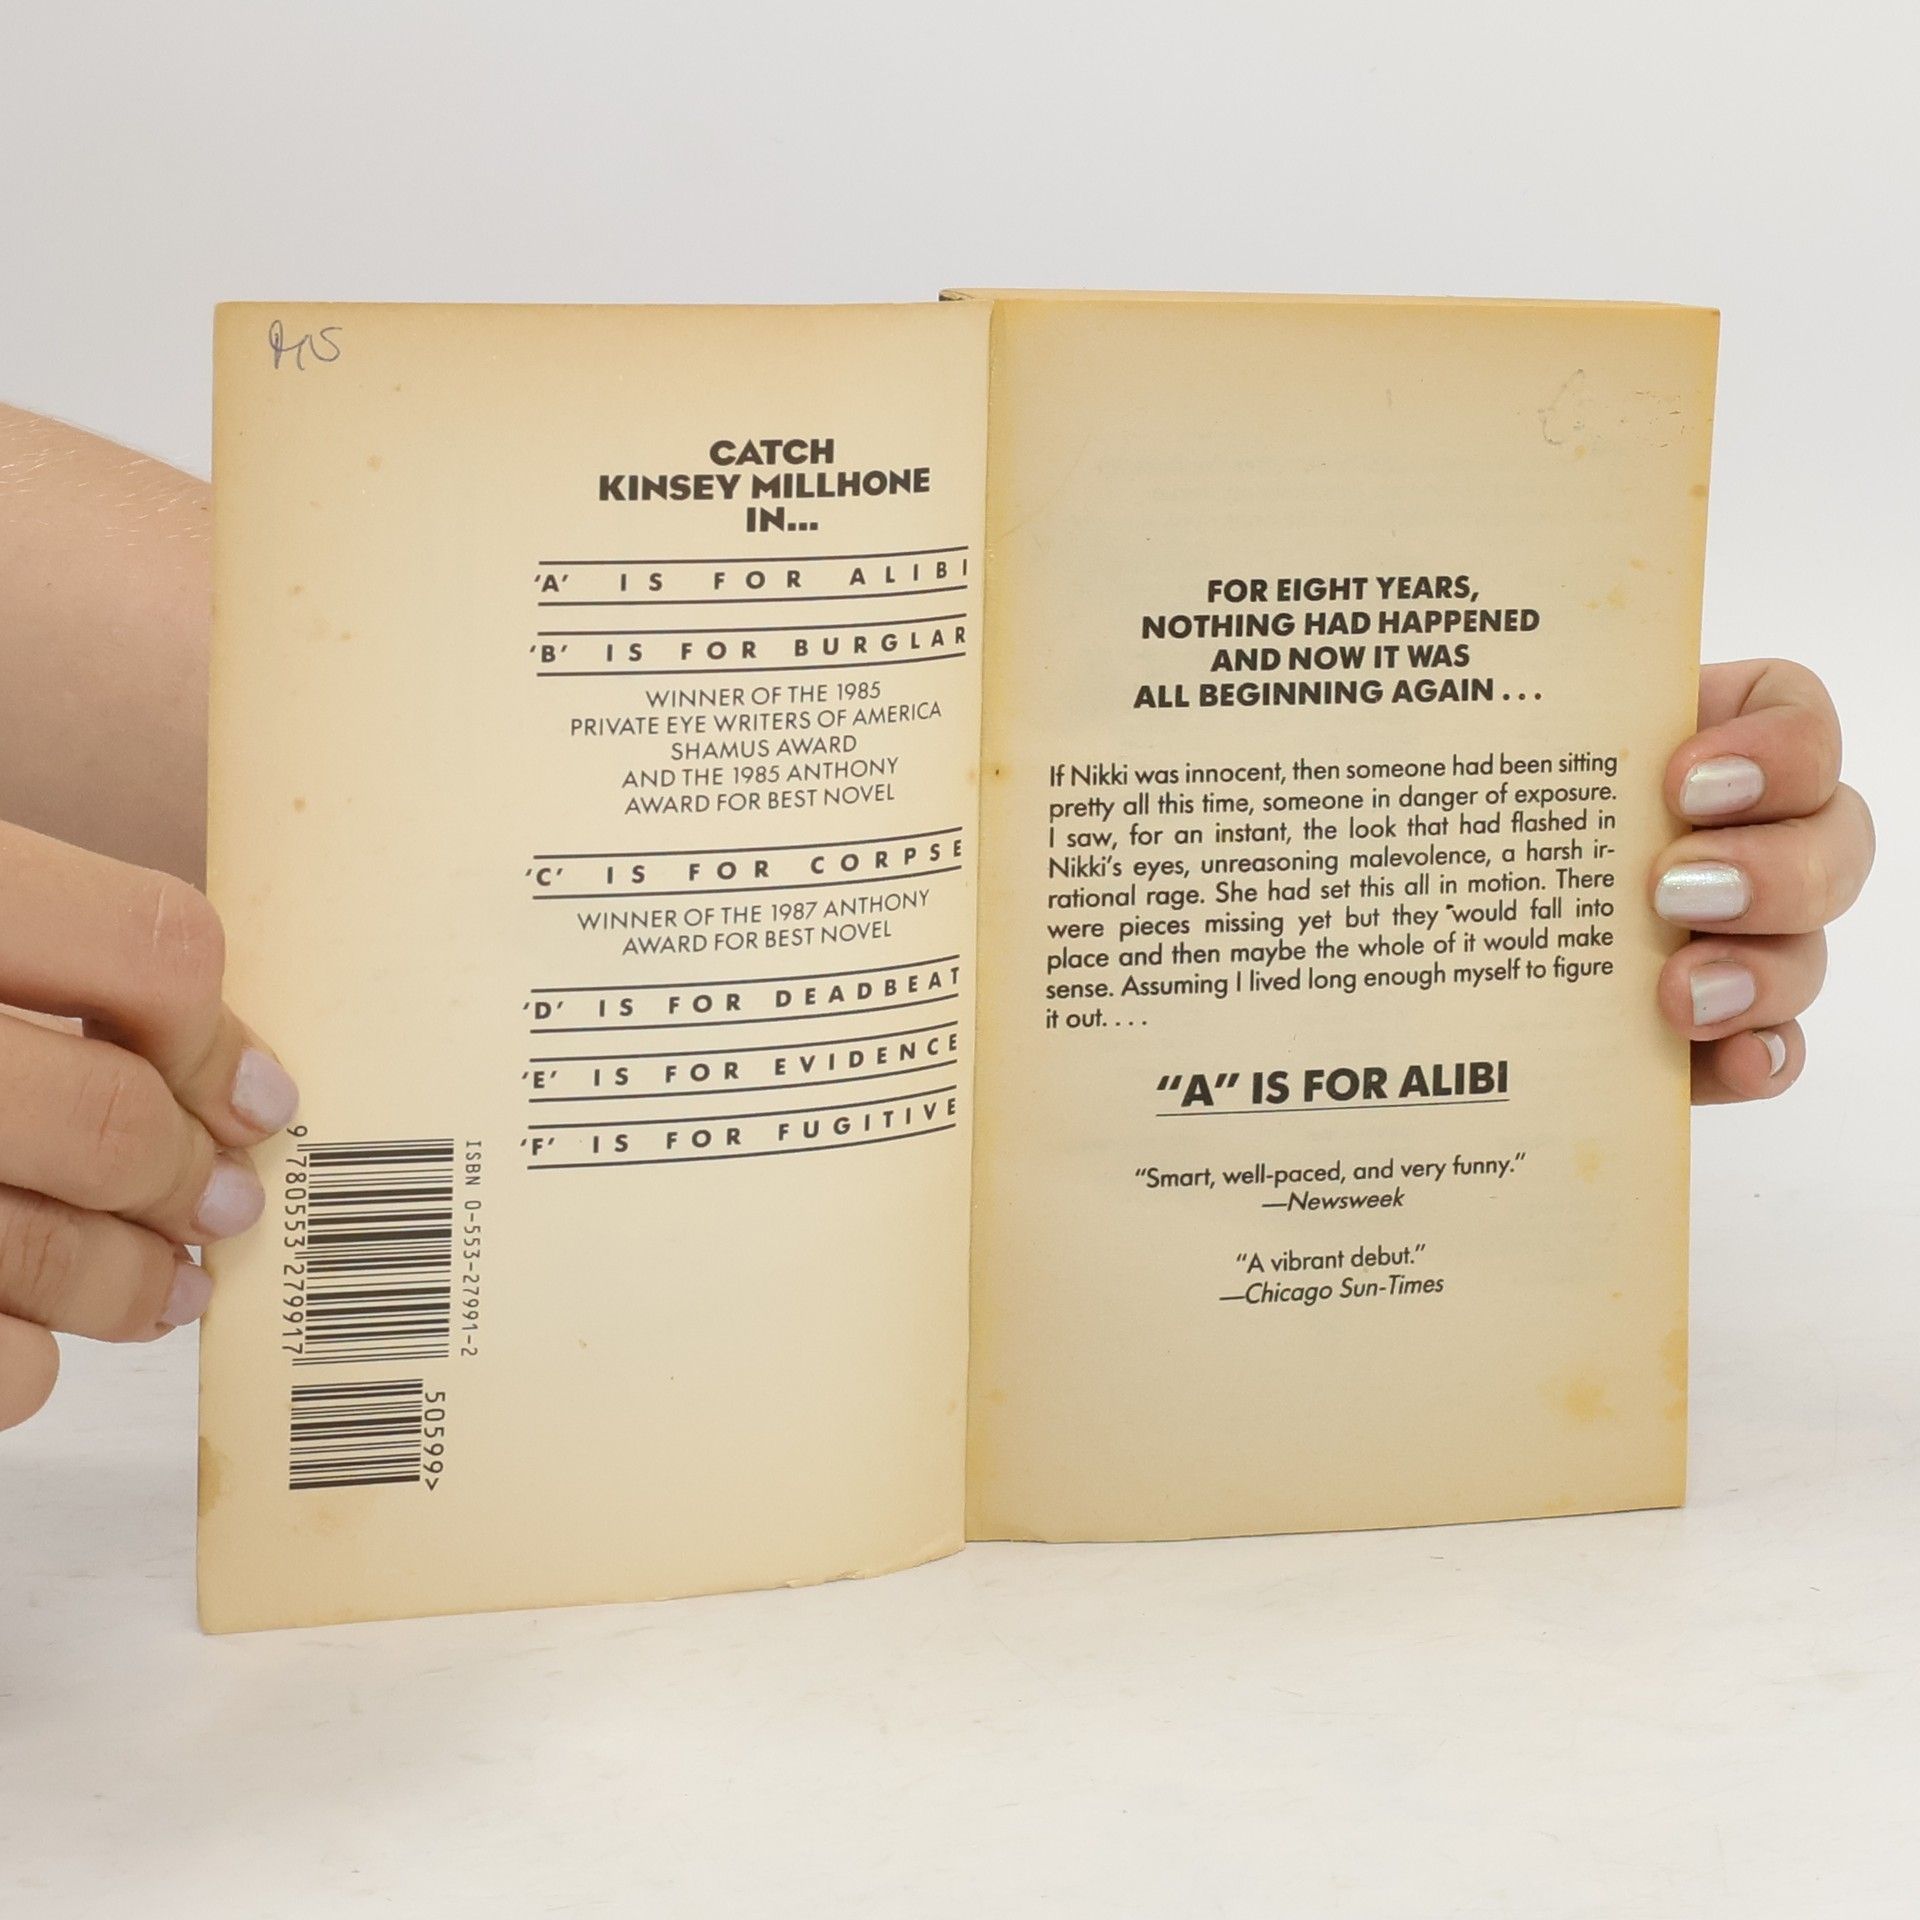 CATCH
KINSEY MILLHONE
IN...
'A' IS FOR ALIBI
'B' IS FOR BURGLAR
WINNER OF THE 1985
PRIVATE EYE WRITERS OF AMERICA
SHAMUS AWARD
AND THE 1985 ANTHONY
AWARD FOR BEST NOVEL
'C' IS FOR CORPSE
WINNER OF THE 1987 ANTHONY
AWARD FOR BEST NOVEL
'D' IS FOR DEADBEAT
'E' IS FOR EVIDENCE
'F' IS FOR FUGITIVE
ISBN 0-553-27991-2
9 780553 279917
50599>
FOR EIGHT YEARS,
NOTHING HAD HAPPENED
AND NOW IT WAS
ALL BEGINNING AGAIN . . .
If Nikki was innocent, then someone had been sitting
pretty all this time, someone in danger of exposure.
I saw, for an instant, the look that had flashed in
Nikki's eyes, unreasoning malevolence, a harsh ir-
rational rage. She had set this all in motion. There
were pieces missing yet but they would fall into
place and then maybe the whole of it would make
sense. Assuming I lived long enough myself to figure
it out. . . .
"A" IS FOR ALIBI
"Smart, well-paced, and very funny."
—Newsweek
"A vibrant debut."
—Chicago Sun-Times